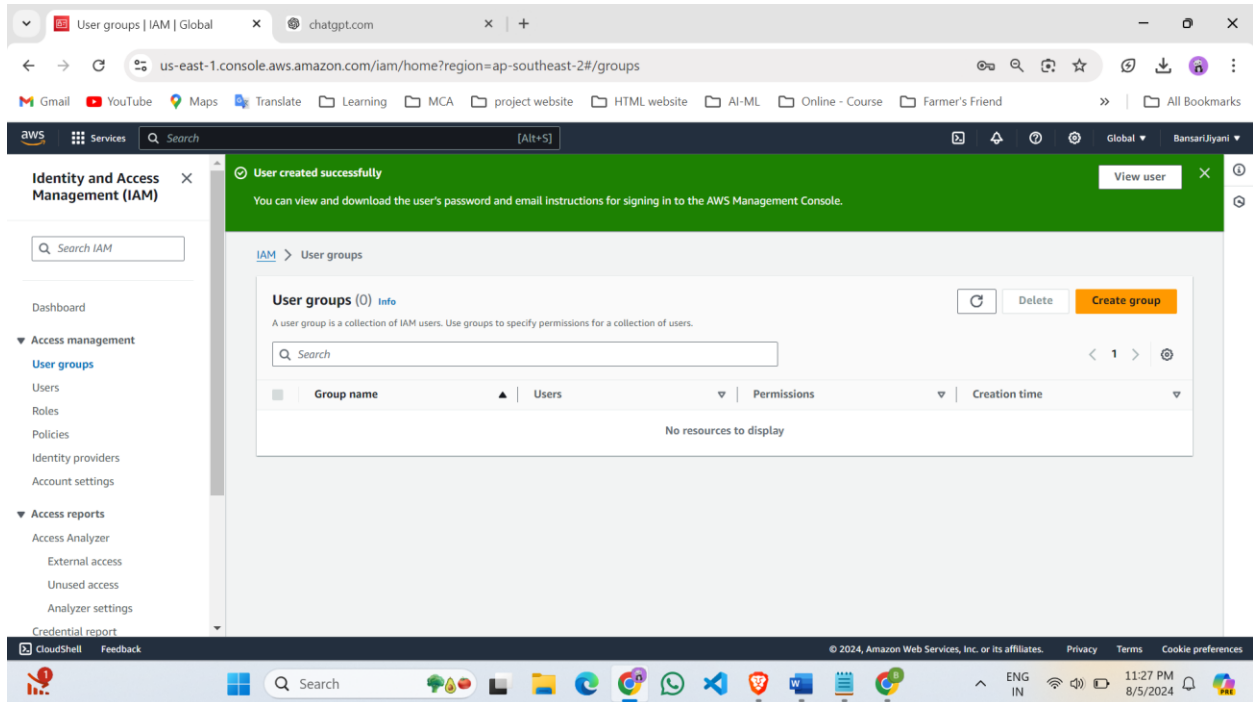 User groups | IAM | Global
chatgpt.com
us-east-1.console.aws.amazon.com/iam/home?region=ap-southeast-2#/groups
Gmail YouTube Maps Translate Learning MCA project website HTML website AI-ML Online - Course Farmer's Friend » All Bookmarks
aws Services Search [Alt+S] Global BansariJiyani
Identity and Access
Management (IAM)
Search IAM
Dashboard
Access management
User groups
Users
Roles
Policies
Identity providers
Account settings
Access reports
Access Analyzer
External access
Unused access
Analyzer settings
Credential report
User created successfully
View user
You can view and download the user's password and email instructions for signing in to the AWS Management Console.
IAM > User groups
User groups (0) Info
Delete Create group
A user group is a collection of IAM users. Use groups to specify permissions for a collection of users.
Search
1
Group name Users Permissions Creation time
No resources to display
CloudShell Feedback © 2024, Amazon Web Services, Inc. or its affiliates. Privacy Terms Cookie preferences
1
Search
W
ENG
IN
11:27 PM
8/5/2024
PRE